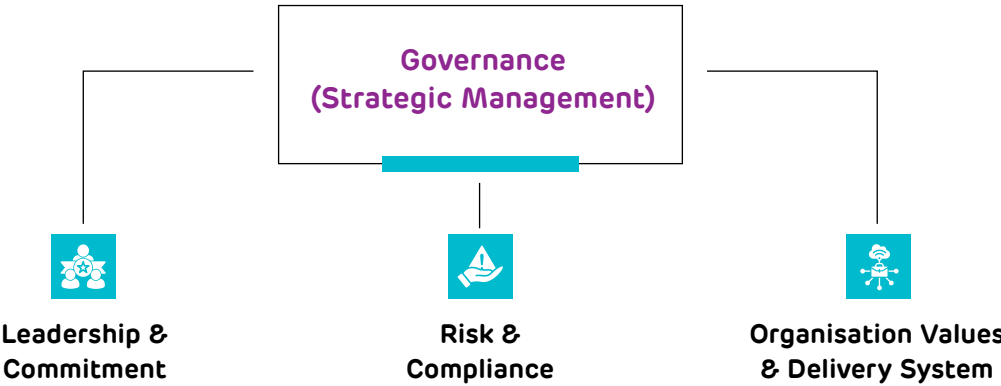 Governance
(Strategic Management)
Leadership &
Commitment
Risk &
Compliance
Organisation Values
& Delivery System